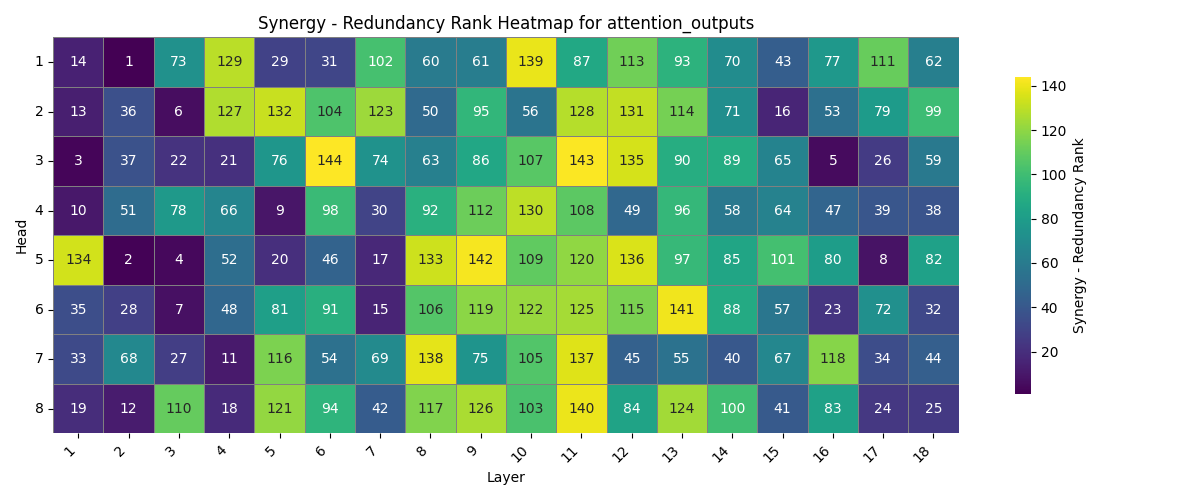 Synergy - Redundancy Rank Heatmap for attention_outputs
1 14 1 73 129 29 31 102 60 61 139 87 113 93 70 43 77 111 62
2 13 36 6 127 132 104 123 50 95 56 128 131 114 71 16 53 79 99
3 3 37 22 21 76 144 74 63 86 107 143 135 90 89 65 5 26 59
4 10 51 78 66 9 98 30 92 112 130 108 49 96 58 64 47 39 38
5 134 2 4 52 20 46 17 133 142 109 120 136 97 85 101 80 8 82
6 35 28 7 48 81 91 15 106 119 122 125 115 141 88 57 23 72 32
7 33 68 27 11 116 54 69 138 75 105 137 45 55 40 67 118 34 44
8 19 12 110 18 121 94 42 117 126 103 140 84 124 100 41 83 24 25
Head
1 2 3 4 5 6 7 8 9 10 11 12 13 14 15 16 17 18
Layer
140
120
100
80
60
40
20
Synergy - Redundancy Rank